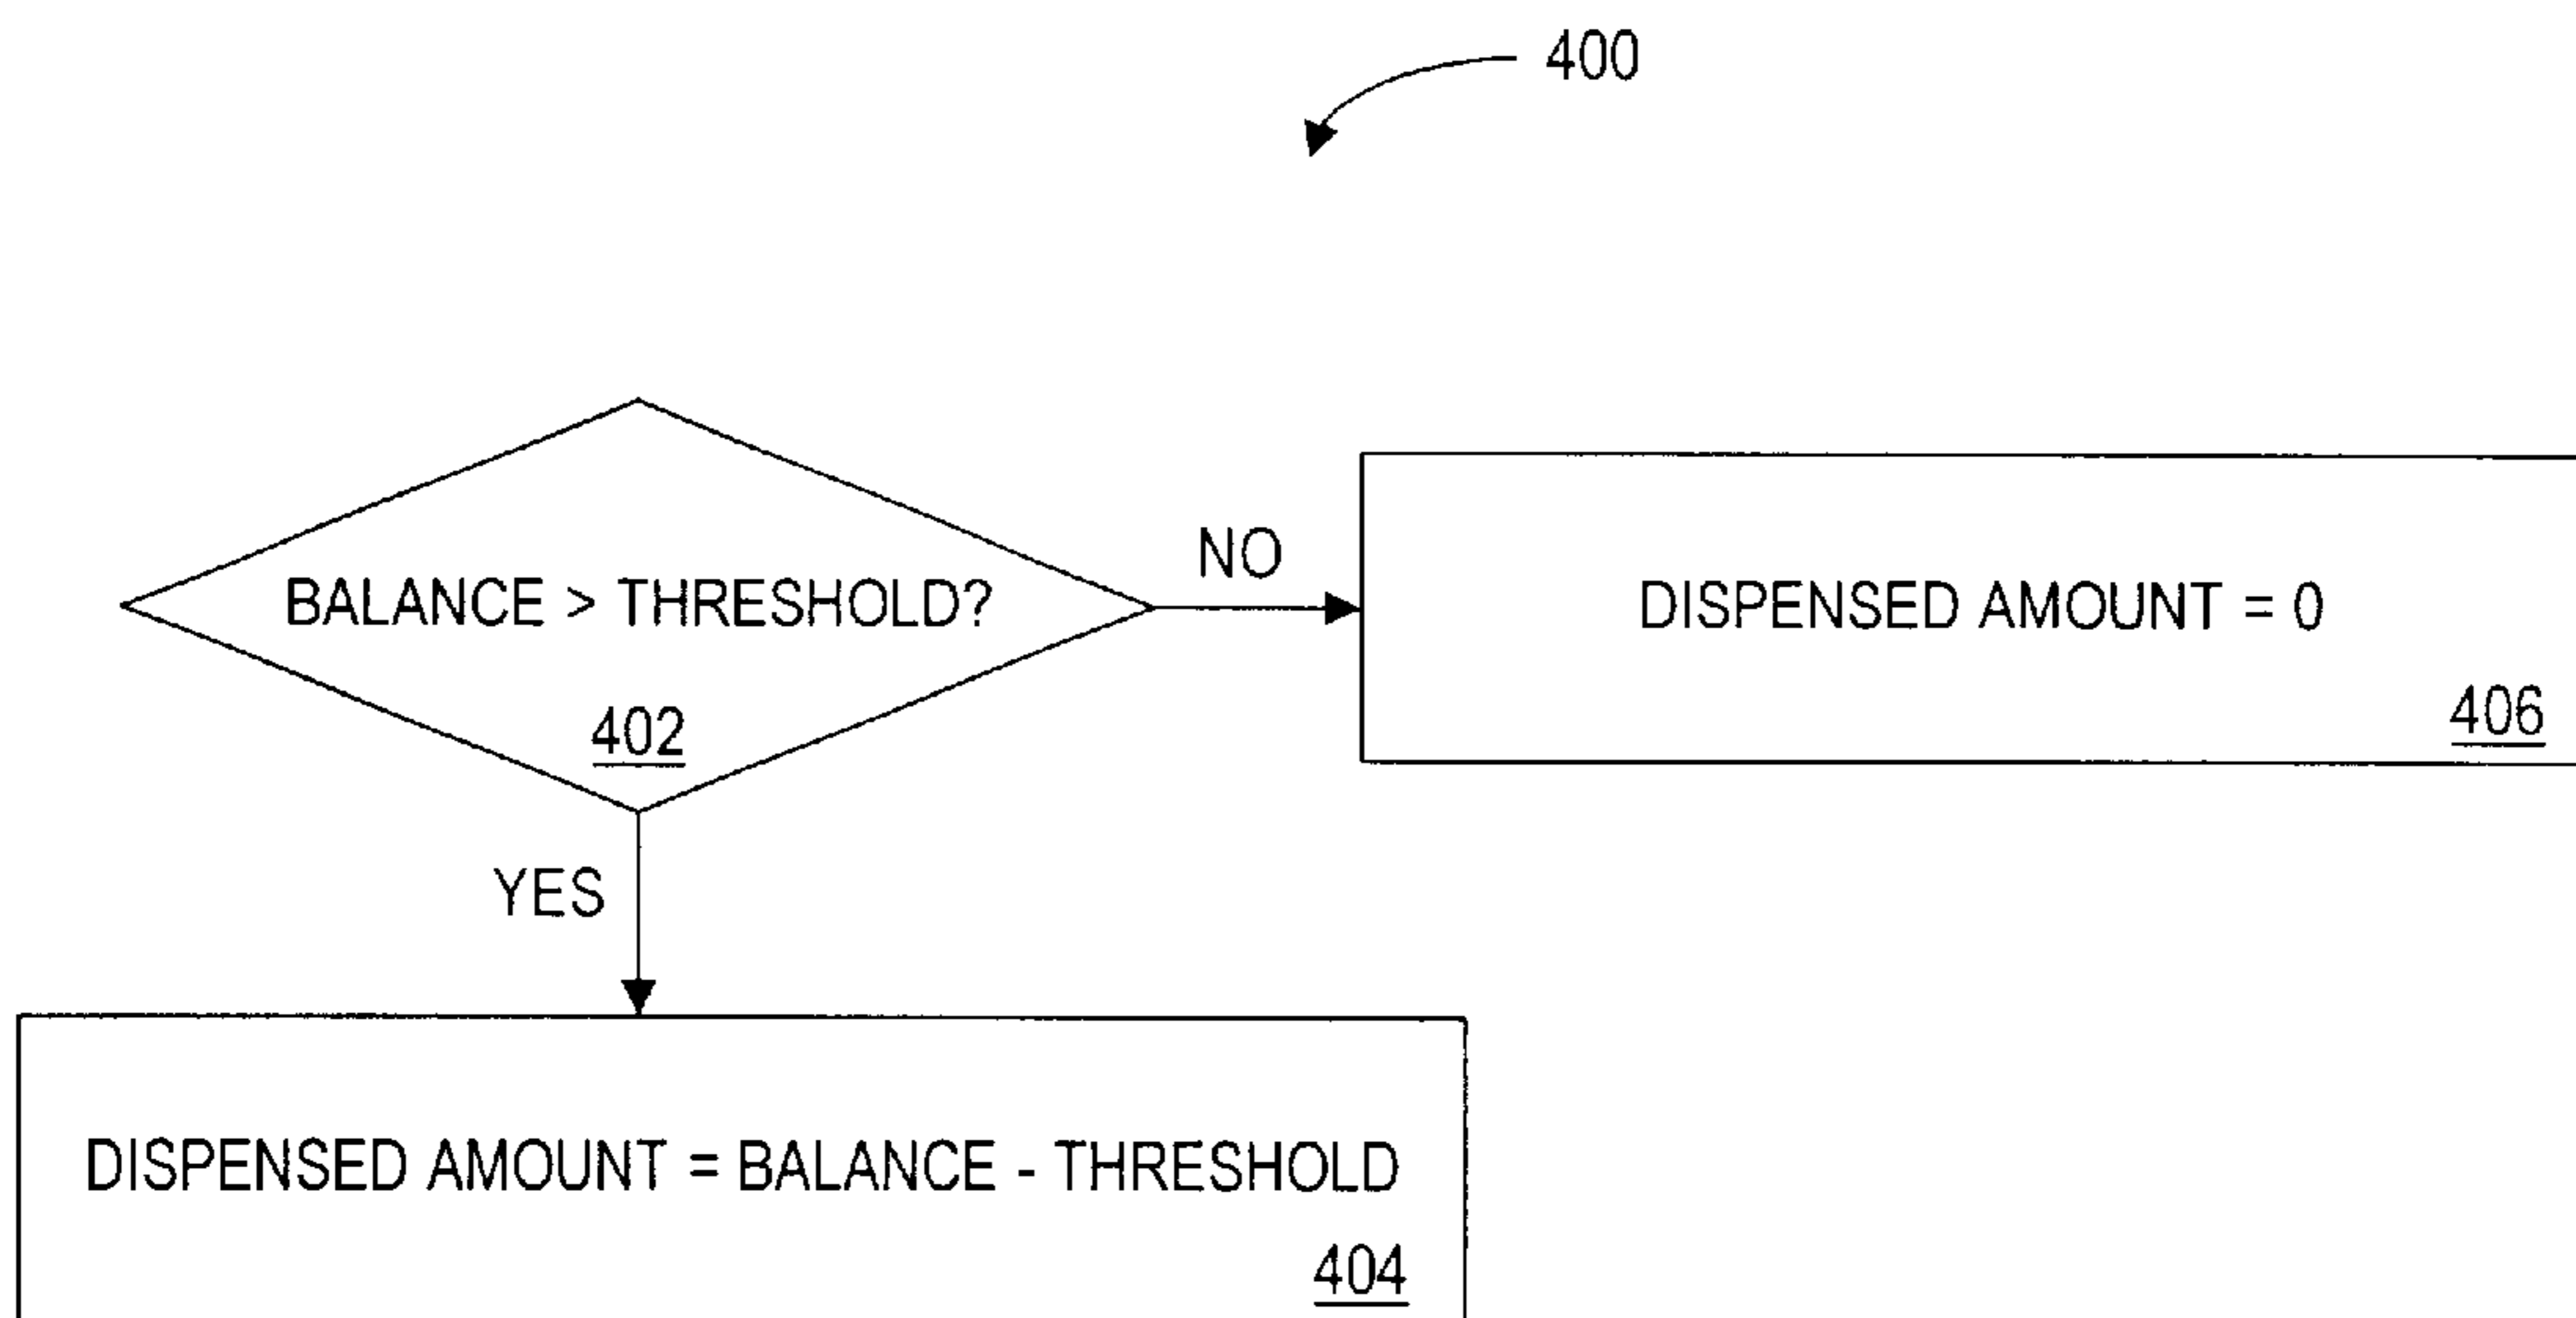 400
BALANCE > THRESHOLD?
402
NO
DISPENSED AMOUNT = 0
406
YES
DISPENSED AMOUNT = BALANCE - THRESHOLD
404